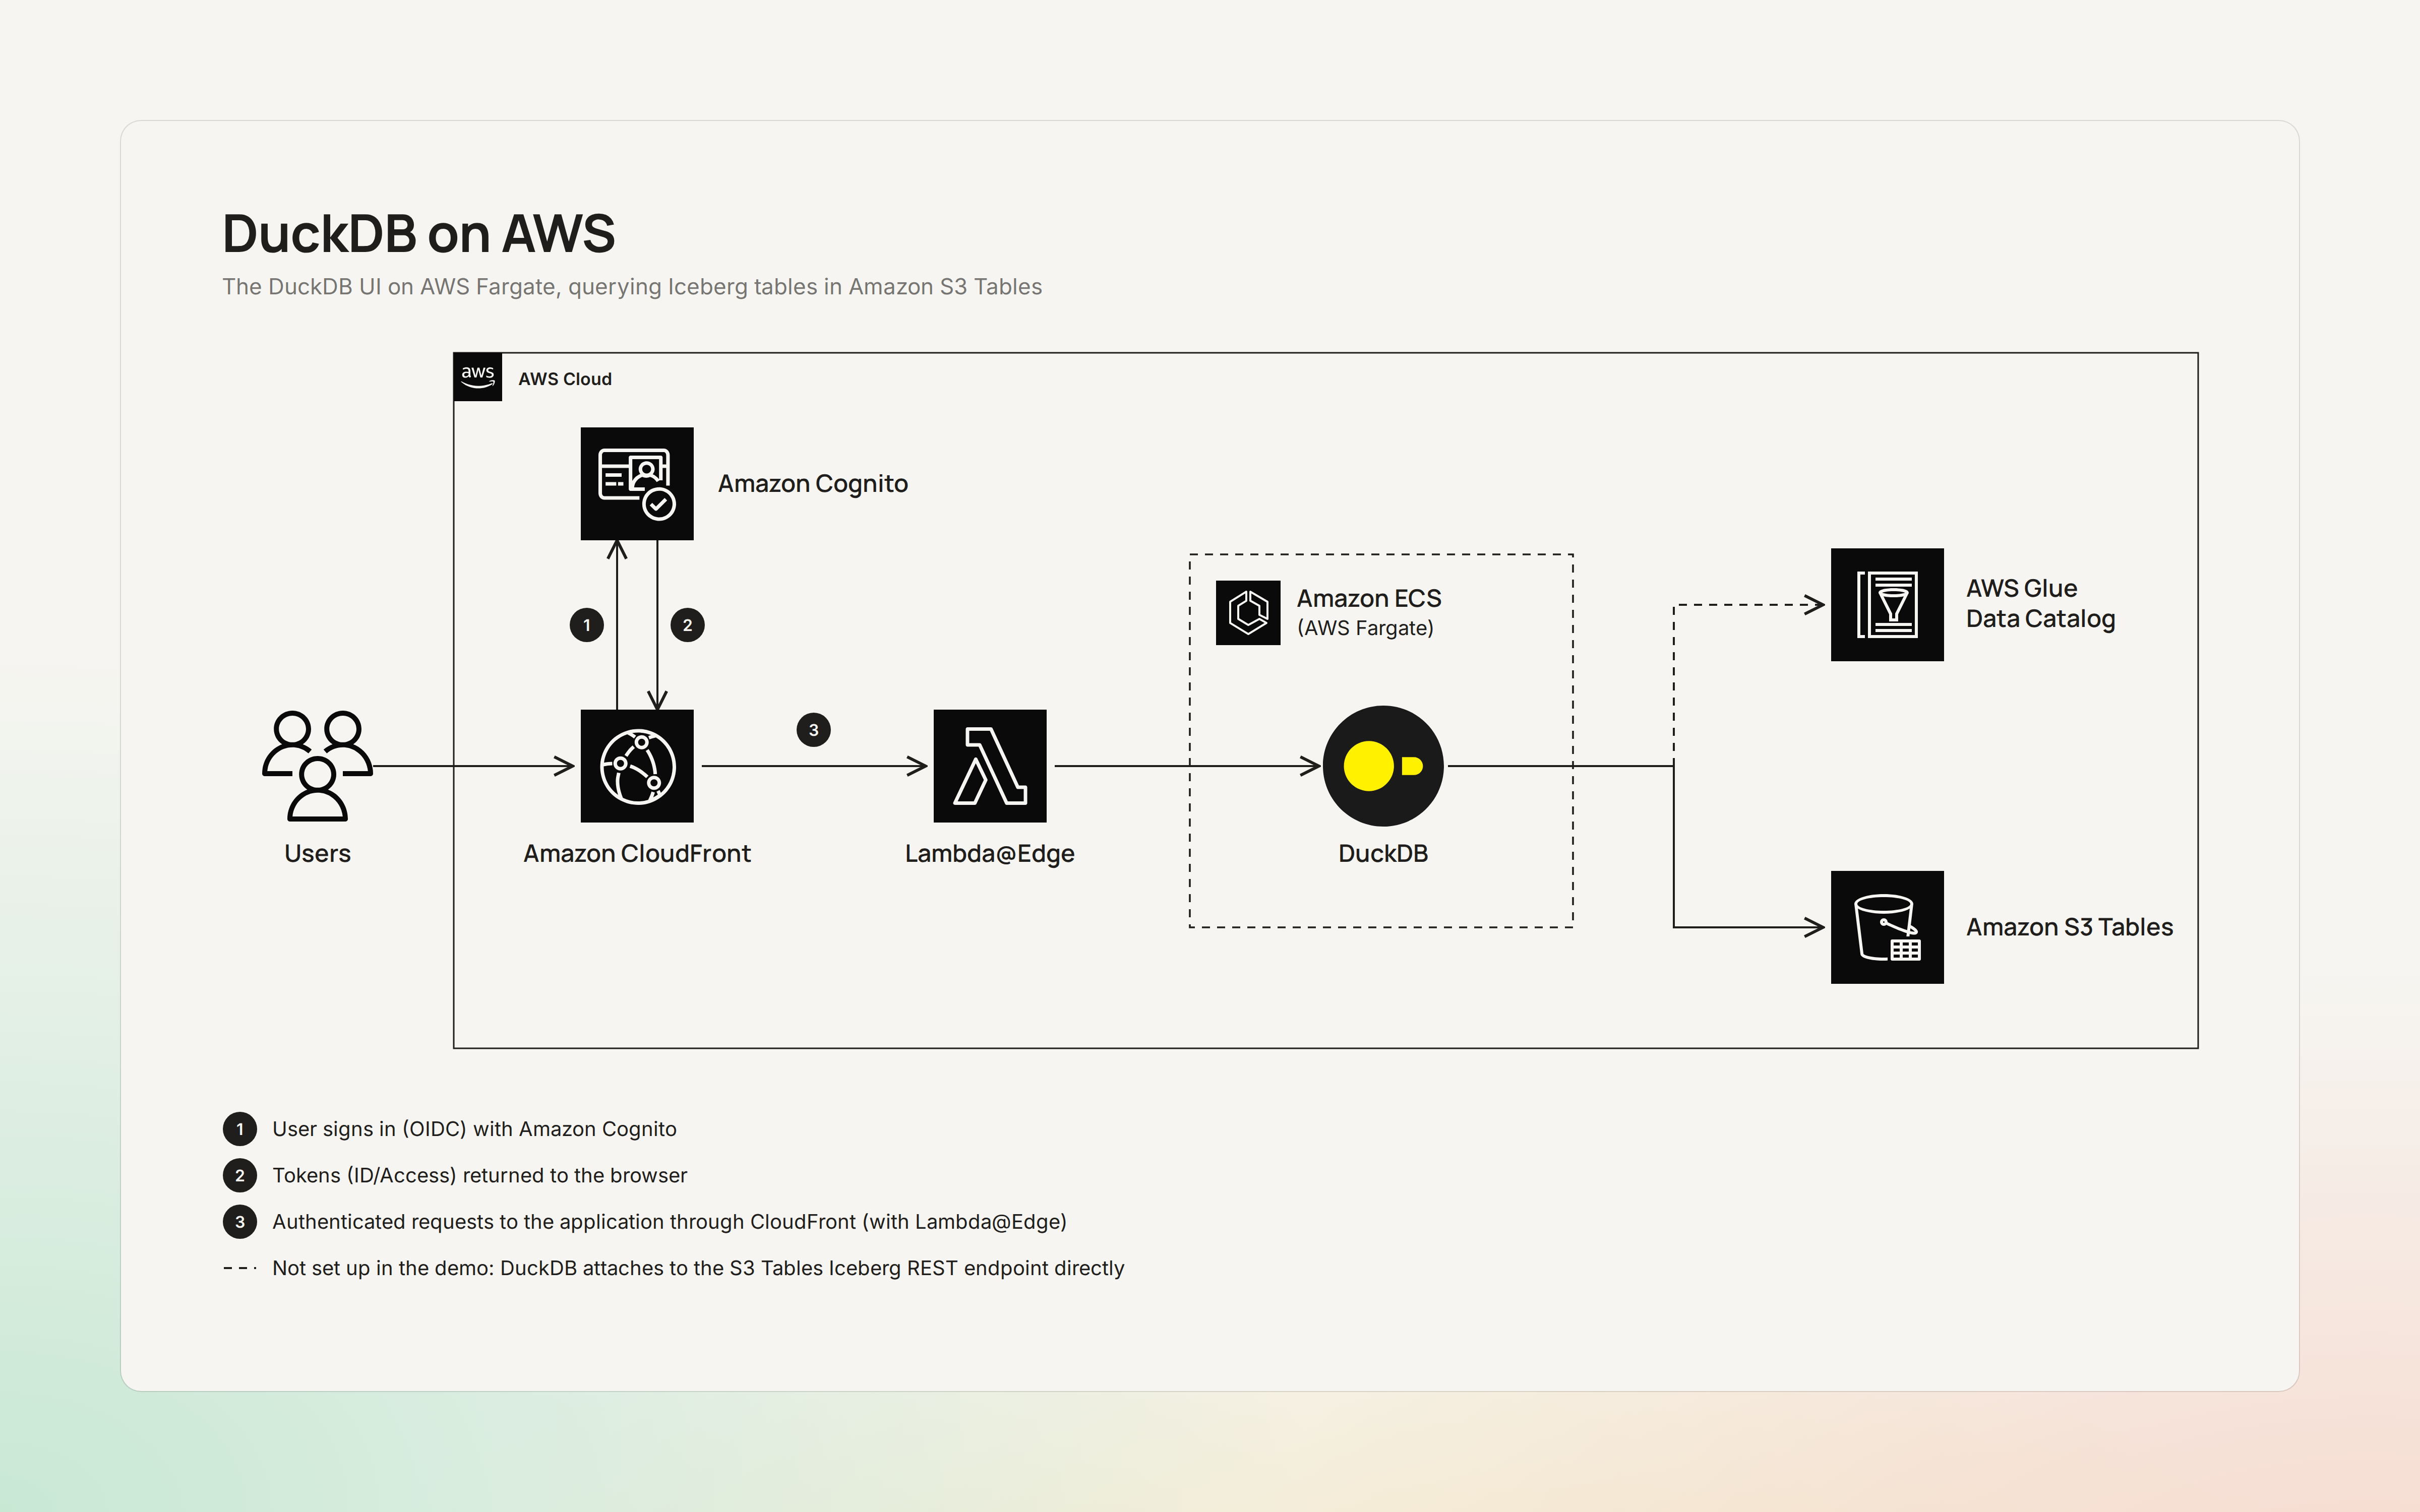 DuckDB on AWS
The DuckDB UI on AWS Fargate, querying Iceberg tables in Amazon S3 Tables
aws
AWS Cloud
Amazon Cognito
1
2
Amazon ECS
(AWS Fargate)
AWS Glue
Data Catalog
3
Users
Amazon CloudFront
Lambda@Edge
DuckDB
Amazon S3 Tables
1 User signs in (OIDC) with Amazon Cognito
2 Tokens (ID/Access) returned to the browser
3 Authenticated requests to the application through CloudFront (with Lambda@Edge)
Not set up in the demo: DuckDB attaches to the S3 Tables Iceberg REST endpoint directly